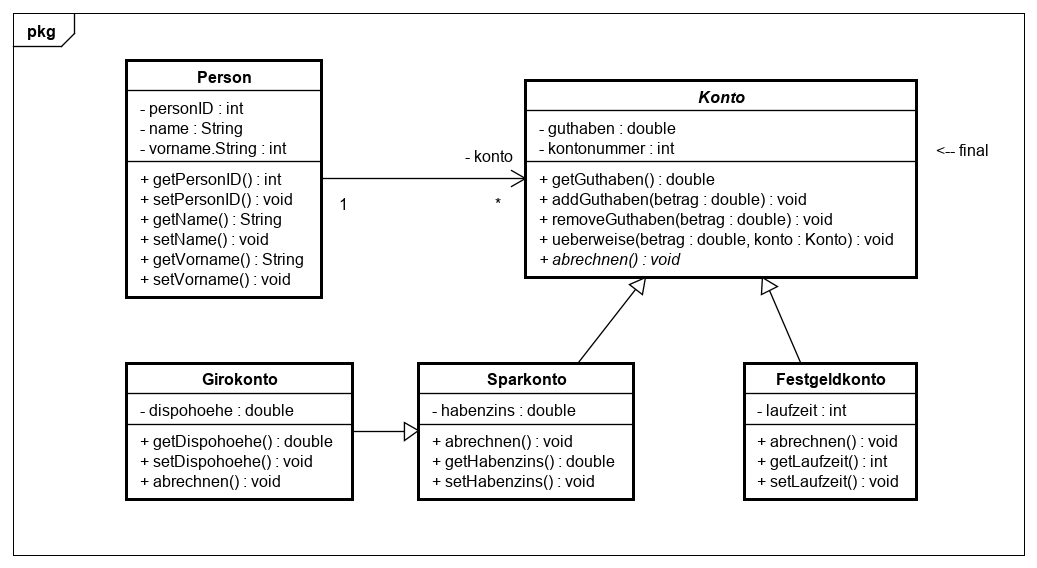 pkg
Person
- personID : int
- name : String
- vorname.String : int
+ getPersonID() : int
+ setPersonID() : void
+ getName() : String
+ setName() : void
+ getVorname() : String
+ setVorname() : void
- konto
1
*
Konto
- guthaben : double
- kontonummer : int
+ getGuthaben() : double
+ addGuthaben(betrag : double) : void
+ removeGuthaben(betrag : double) : void
+ ueberweise(betrag : double, konto : Konto) : void
+ abrechnen() : void
<-- final
Girokonto
- dispohoehe : double
+ getDispohoehe() : double
+ setDispohoehe() : void
+ abrechnen() : void
Sparkonto
- habenzins : double
+ abrechnen() : void
+ getHabenzins() : double
+ setHabenzins() : void
Festgeldkonto
- laufzeit : int
+ abrechnen() : void
+ getLaufzeit() : int
+ setLaufzeit() : void